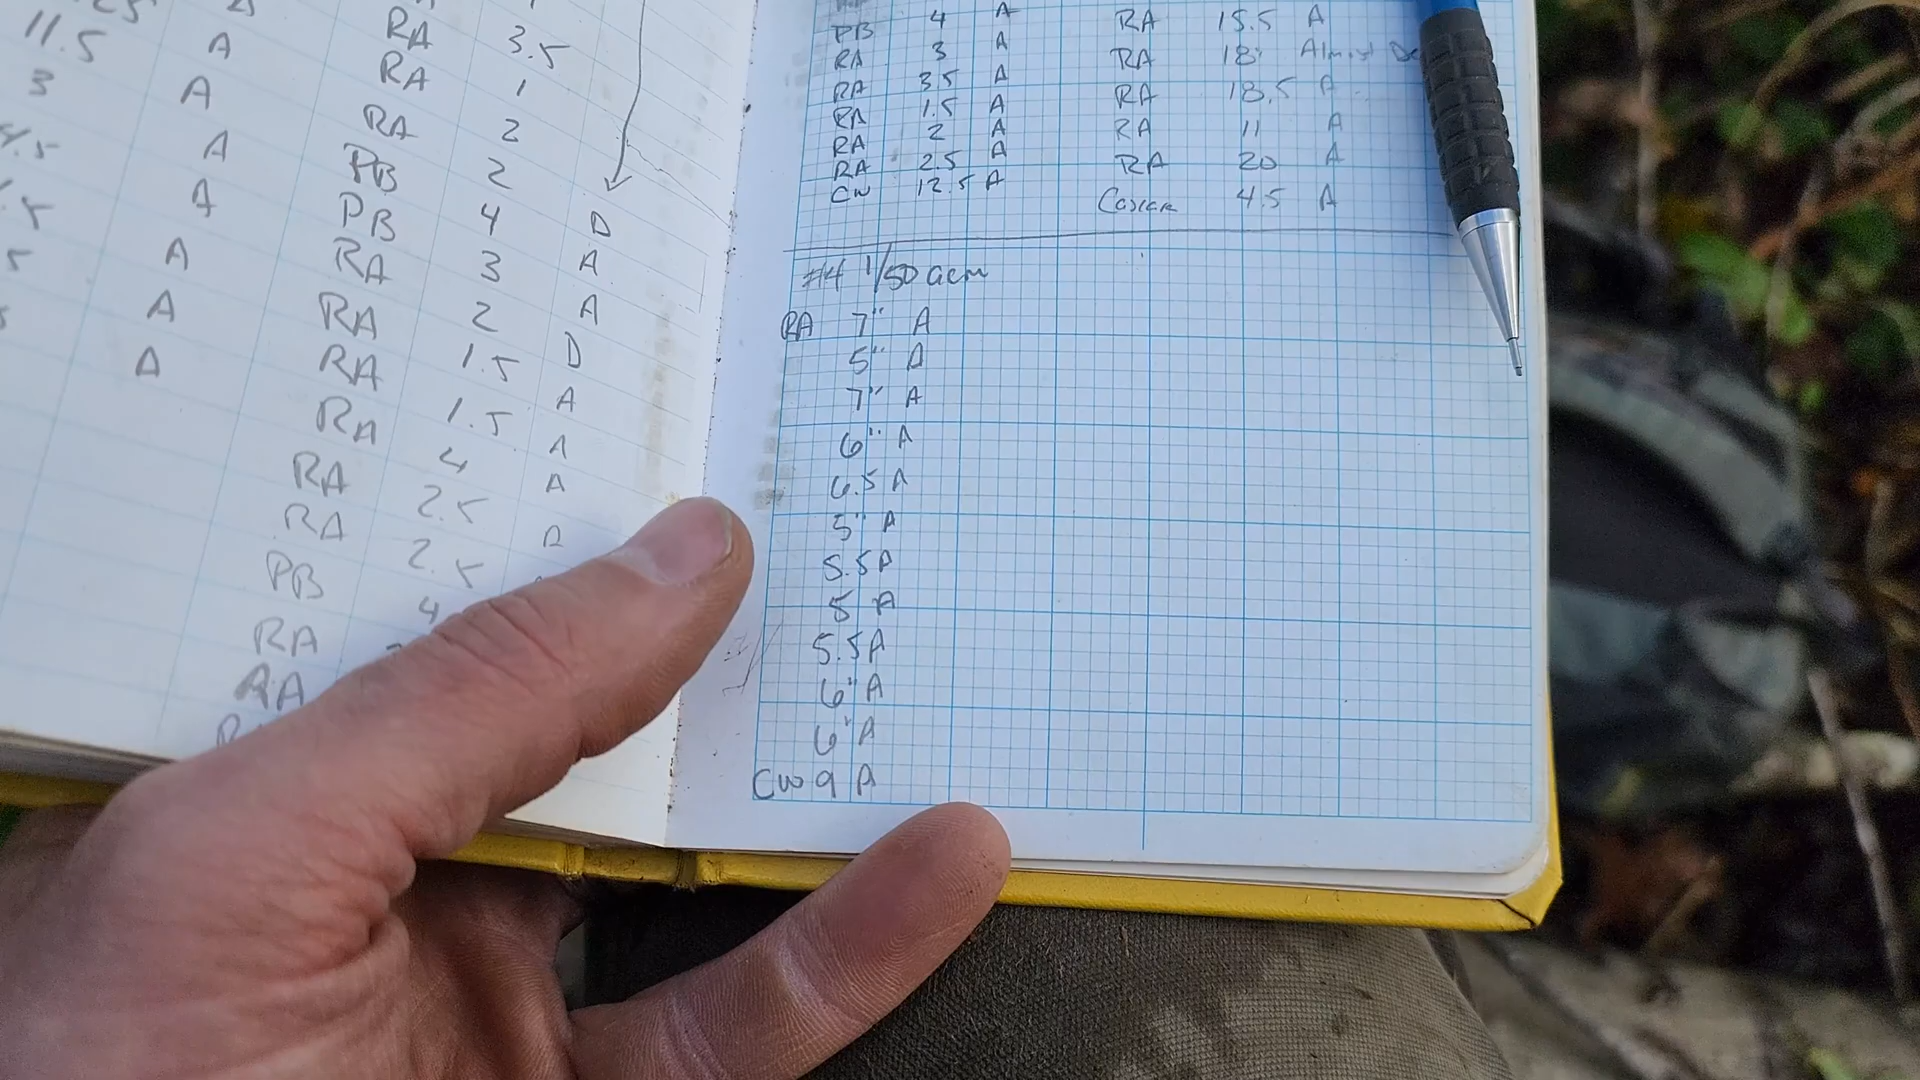 11.5 A RA 3.5
3 A RA 1
A RA 2
A PB 2
A PB 4 D
A RA 3 A
A RA 2 A
RA 1.5 D
RA 1.5 A
RA 4 A
RA 2.5 A
PB 2.5
RA 4
RA
PB 4 A RA 15.5 A
RA 3 A RA 18 Almost
RA 3.5 A RA 18.5 A
RA 1.5 A RA 11 A
RA 2 A RA 20 A
RA 2.5 A Cascara 4.5 A
CW 12.5 A
#4 1/50 acre
RA 7" A
5" A
7" A
6" A
6.5 A
5" A
5.5 A
5 A
5.5 A
6" A
6" A
CW 9 A